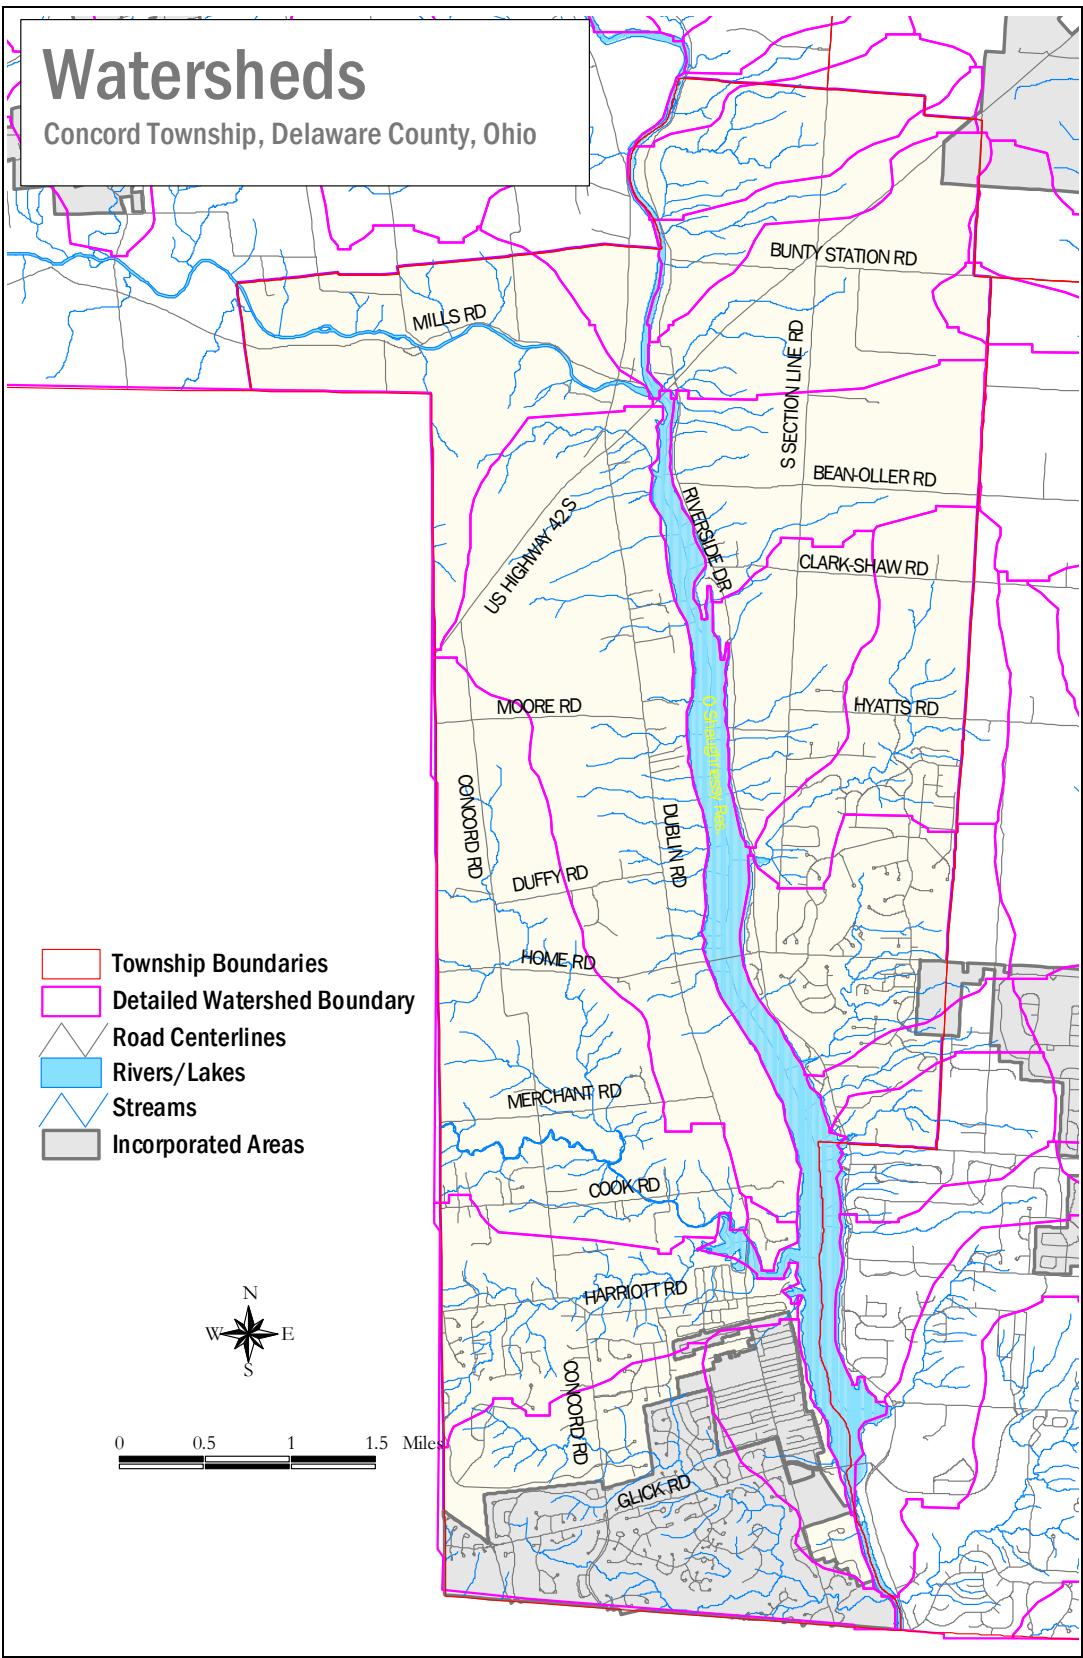 Watersheds
Concord Township, Delaware County, Ohio
BUNTY STATION RD
MILLS RD
S SECTION LINE RD
BEAN-OLLER RD
RIVERSIDE DR
US HIGHWAY 42 S
CLARK-SHAW RD
MOORE RD
HYATTS RD
O Shaughnessy Res.
CONCORD RD
DUBLIN RD
DUFFY RD
HOME RD
Township Boundaries
Detailed Watershed Boundary
Road Centerlines
Rivers/Lakes
Streams
Incorporated Areas
MERCHANT RD
COOK RD
HARRIOTT RD
N
W E
S
CONCORD RD
0 0.5 1 1.5 Miles
GLICK RD